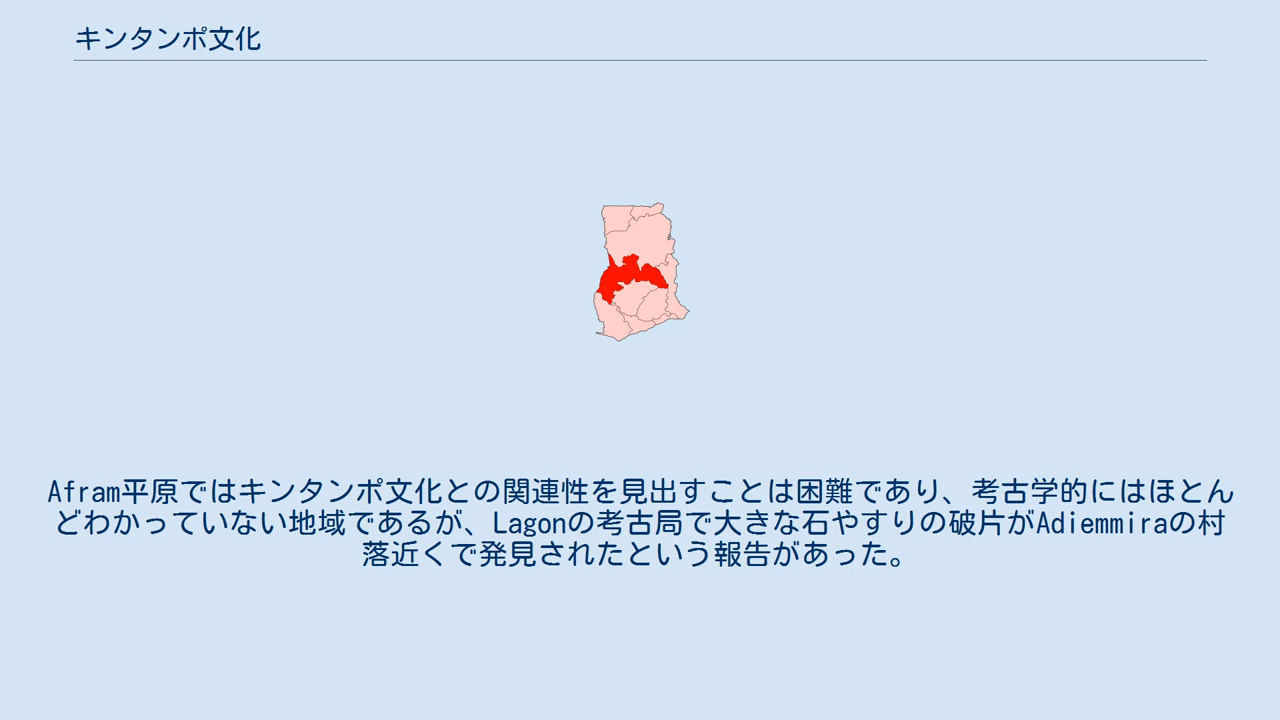 キンタンポ文化
Afram平原ではキンタンポ文化との関連性を見出すことは困難であり、考古学的にはほとん
どわかっていない地域であるが、Lagonの考古局で大きな石やすりの破片がAdiemmiraの村
落近くで発見されたという報告があった。